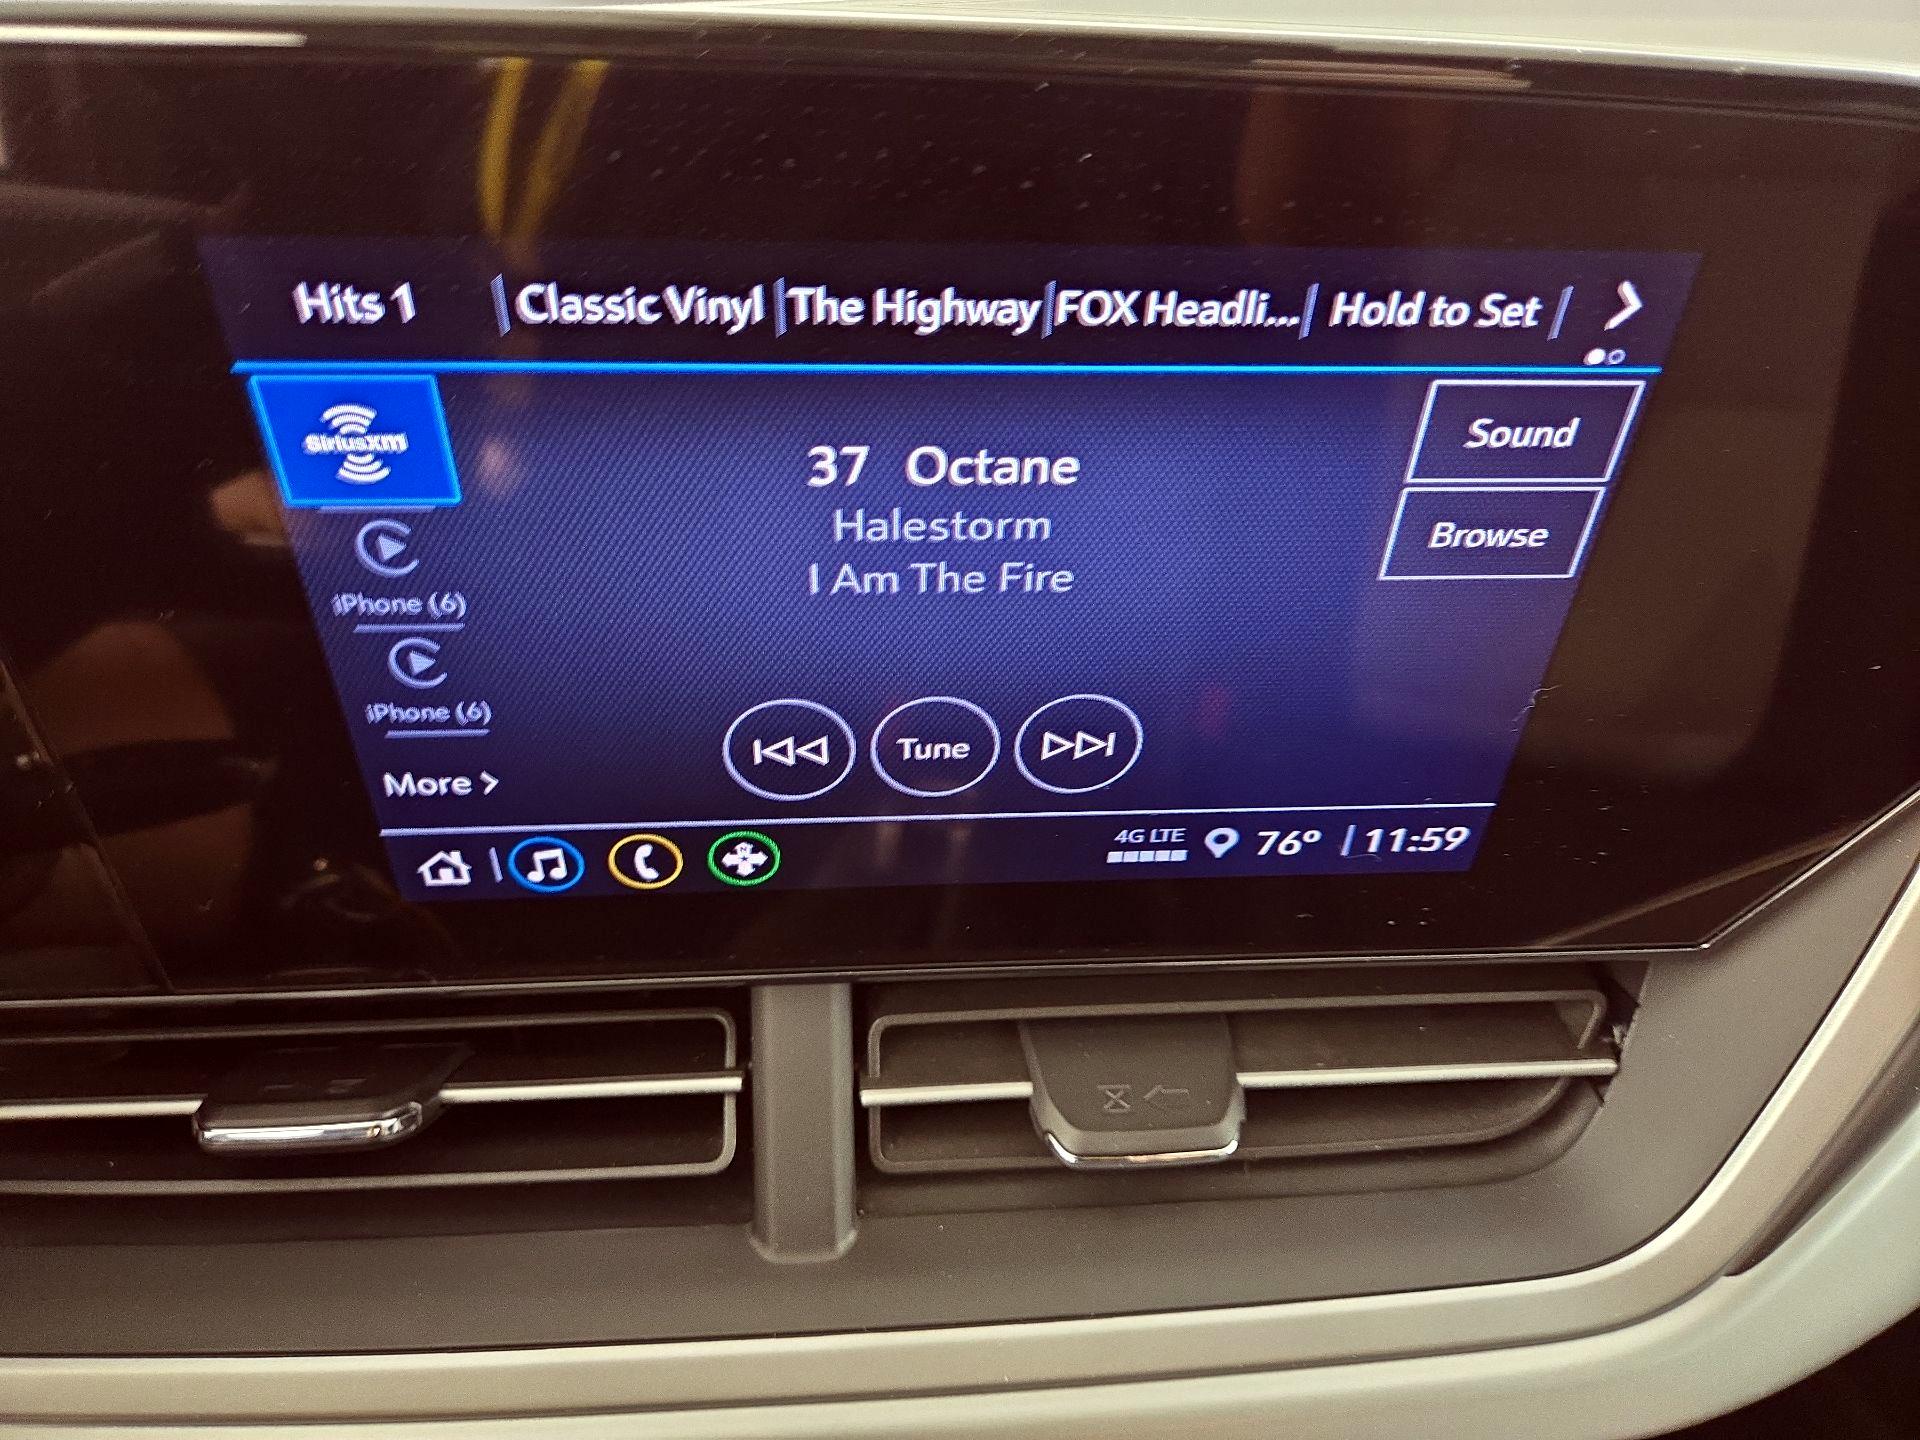 Hits 1 | Classic Vinyl | The Highway | FOX Headli... | Hold to Set |
SiriusXM
37 Octane
Halestorm
I Am The Fire
Sound
Browse
iPhone (6)
iPhone (6)
More
Tune
4G LTE 76° | 11:59